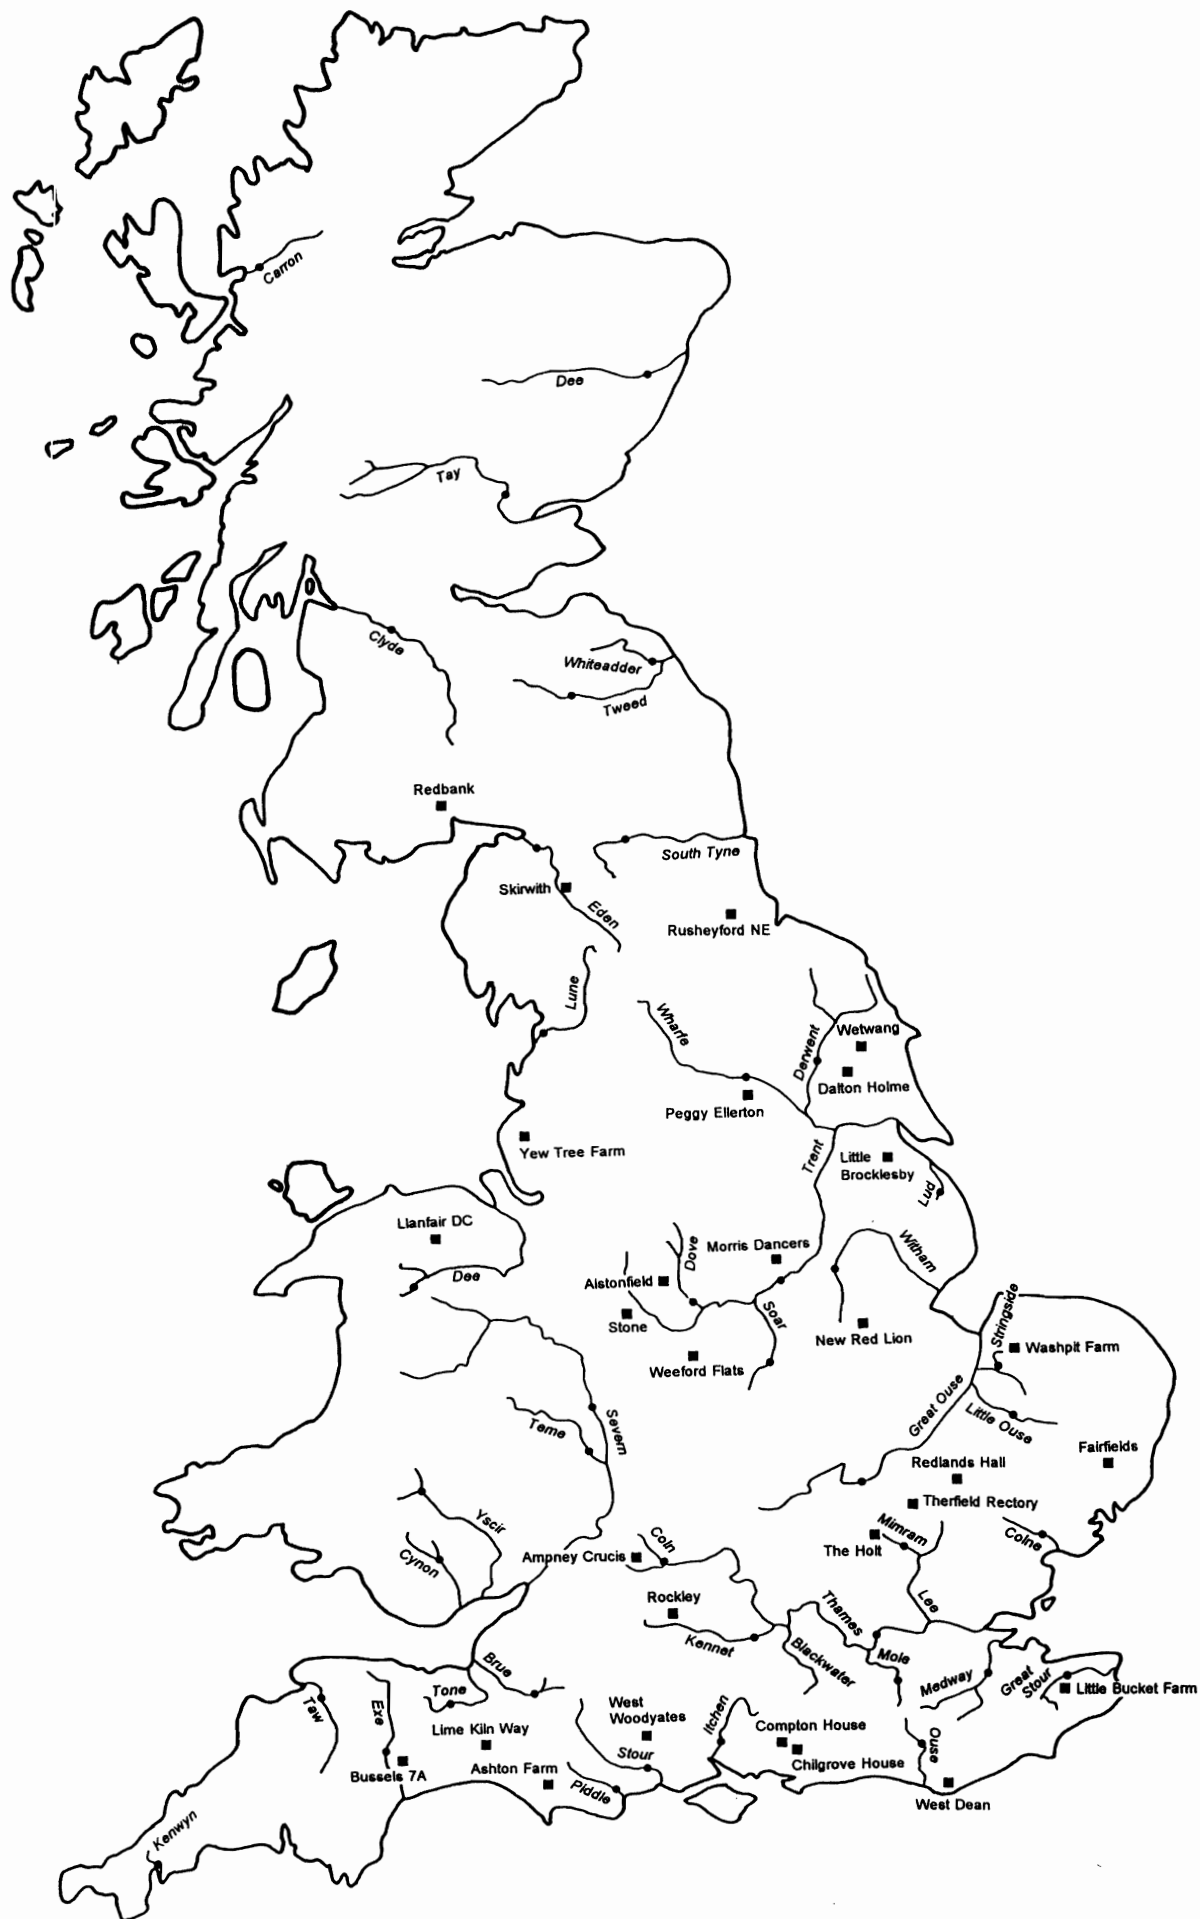 Carron
Dee
Tay
Clyde
Whiteadder
Tweed
Redbank
South Tyne
Skirwith
Eden
Rusheyford NE
Lune
Wharfe
Derwent
Wetwang
Dalton Holme
Peggy Ellerton
Yew Tree Farm
Trent
Little
Brocklesby
Lud
Llanfair DC
Dee
Dove
Morris Dancers
Witham
Alstonfield
Stone
Soar
New Red Lion
Weeford Flats
Stringside
Washpit Farm
Great Ouse
Little Ouse
Severn
Teme
Fairfields
Redlands Hall
Therfield Rectory
Yscir
Cynon
Coln
Ampney Crucis
Mimram
The Holt
Colne
Rockley
Kennet
Thames
Lee
Blackwater
Mole
Medway
Great
Stour
Little Bucket Farm
Brue
Tone
Taw
Exe
Lime Kiln Way
West
Woodyates
Itchen
Compton House
Chilgrove House
Ouse
Bussels 7A
Ashton Farm
Stour
Piddle
West Dean
Kenwyn